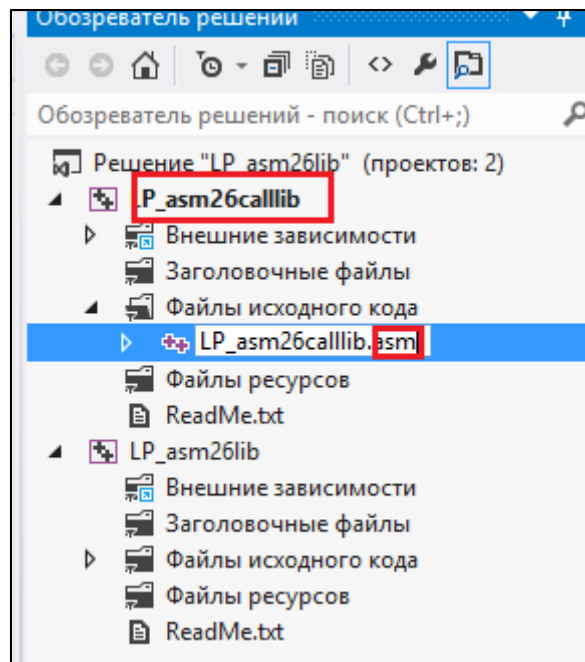 Обозреватель решений
Обозреватель решений - поиск (Ctrl+;)
Решение "LP_asm26lib" (проектов: 2)
LP_asm26calllib
Внешние зависимости
Заголовочные файлы
Файлы исходного кода
LP_asm26calllib.asm
Файлы ресурсов
ReadMe.txt
LP_asm26lib
Внешние зависимости
Заголовочные файлы
Файлы исходного кода
Файлы ресурсов
ReadMe.txt